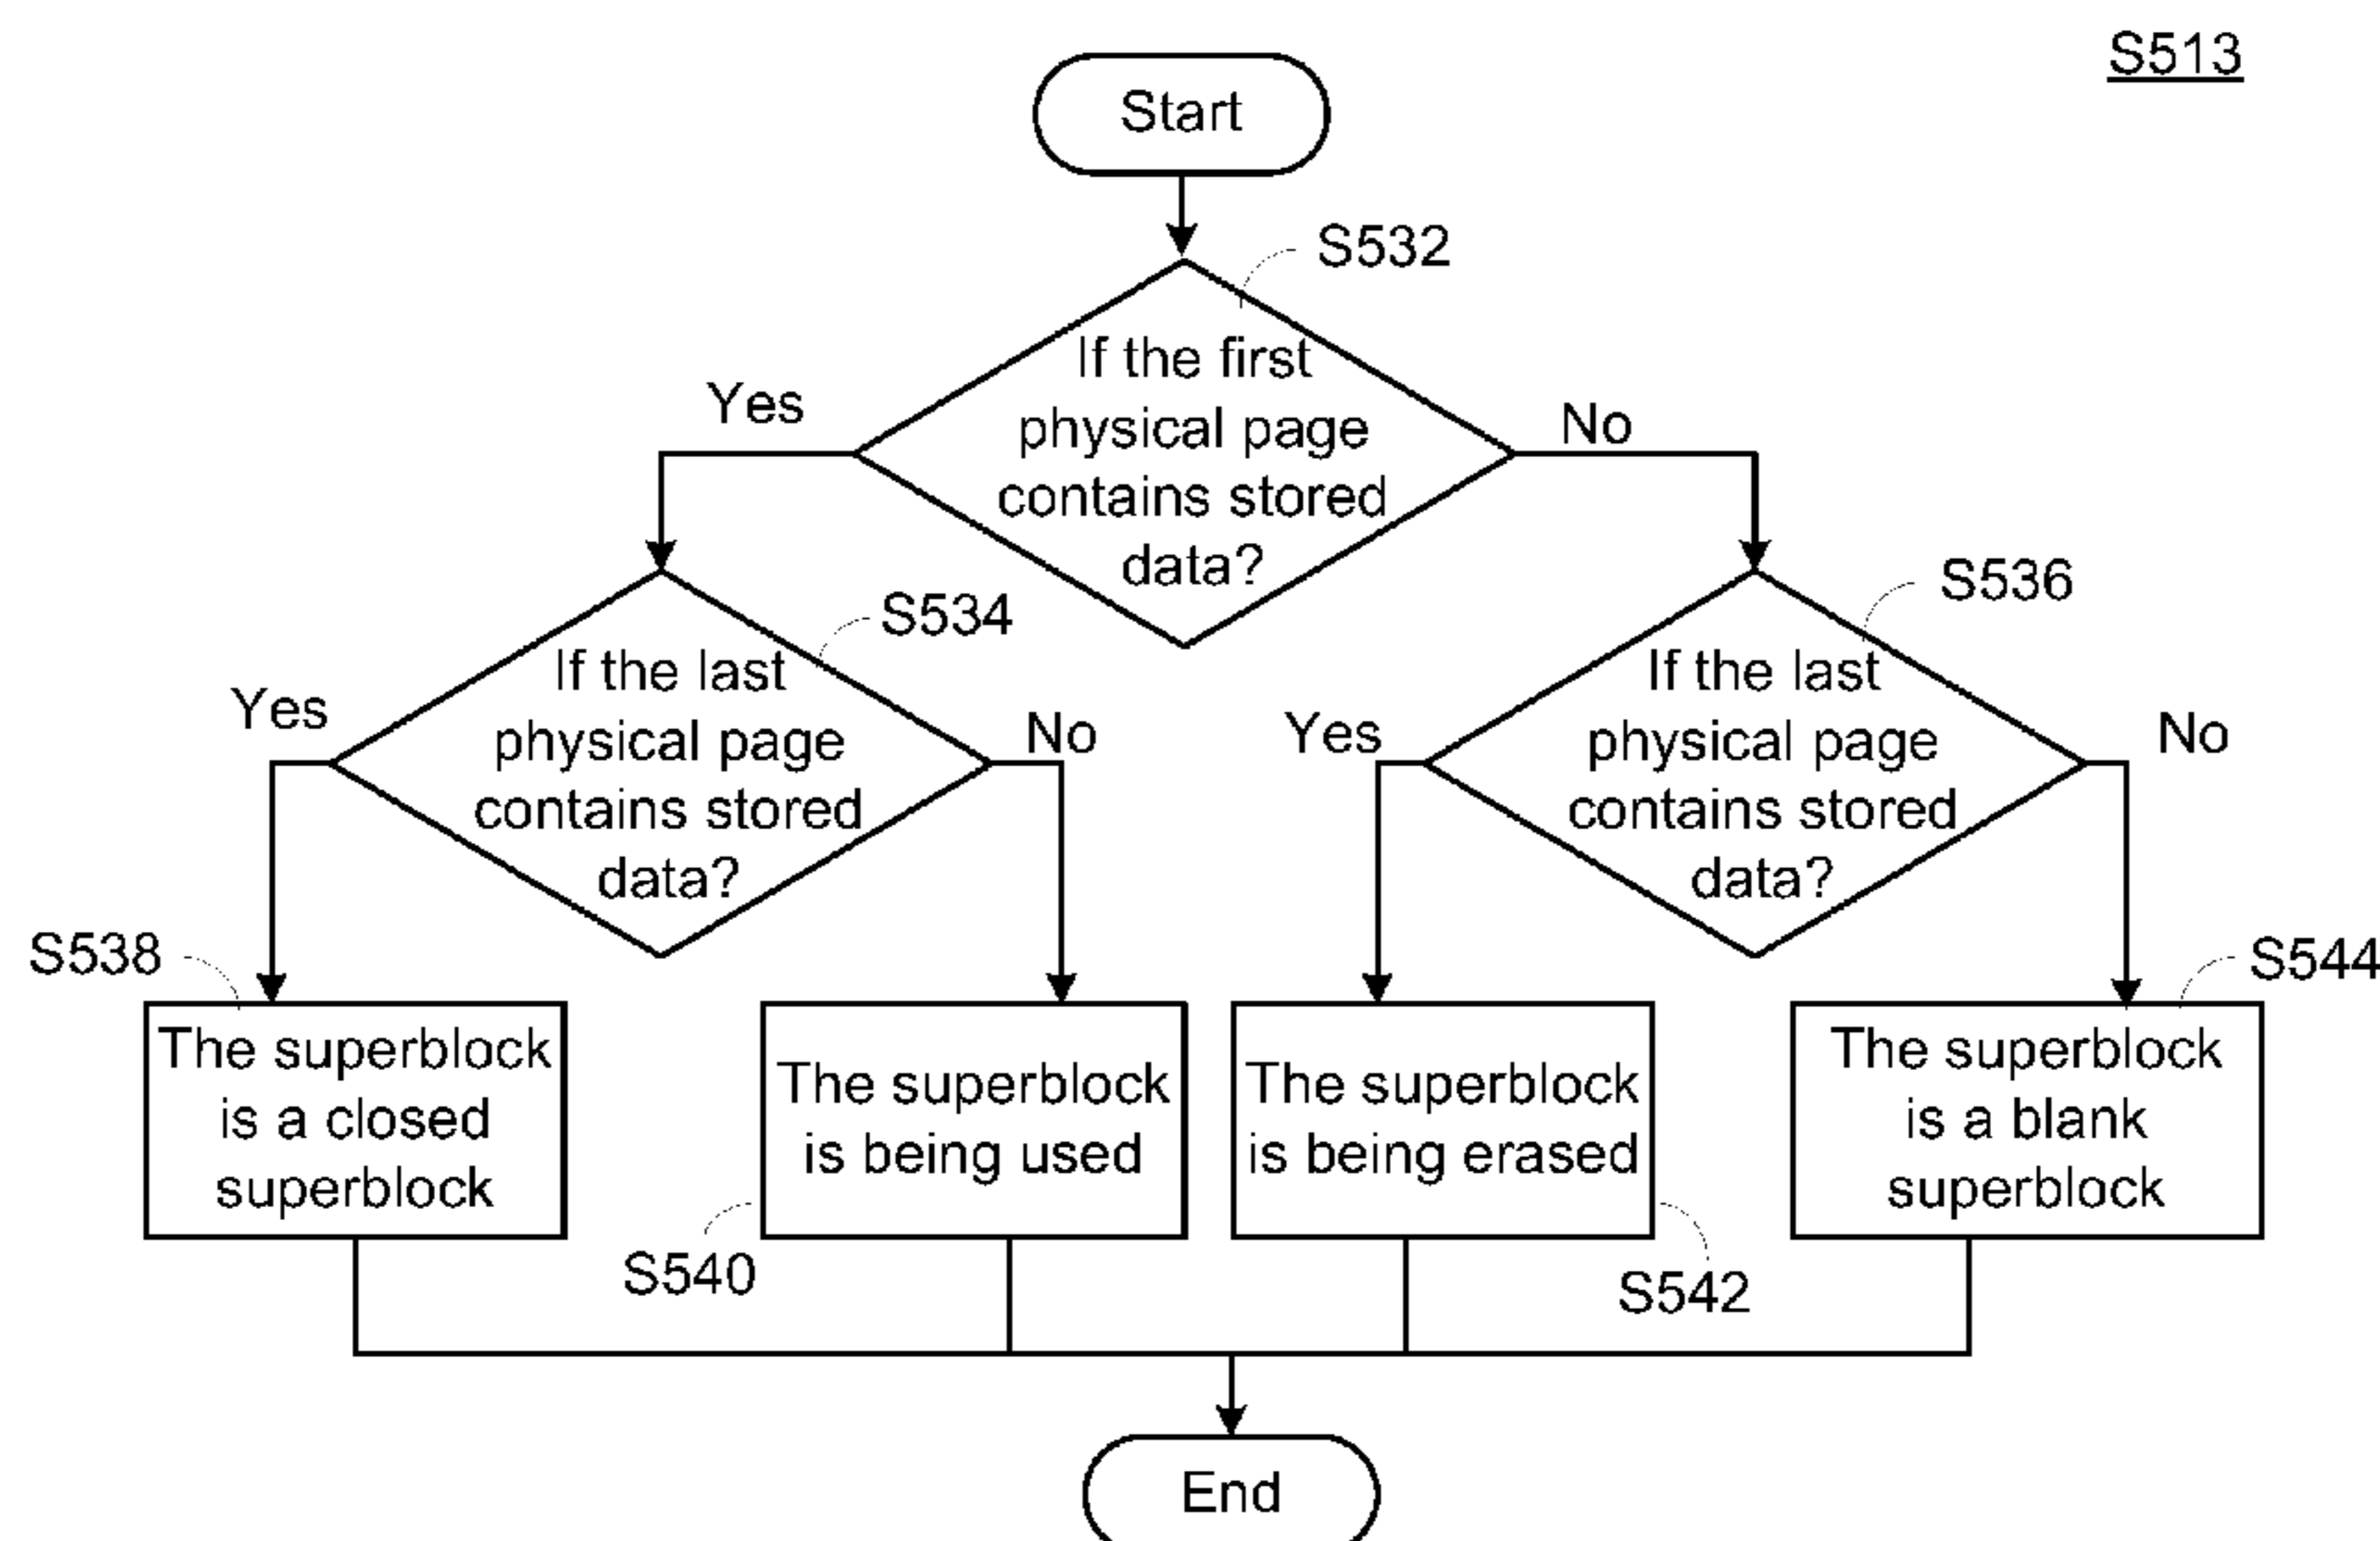 S513
Start
S532
If the first
physical page
contains stored
data?
Yes
No
S534
If the last
physical page
contains stored
data?
Yes
No
S536
If the last
physical page
contains stored
data?
Yes
No
S538
The superblock
is a closed
superblock
The superblock
is being used
S540
The superblock
is being erased
S542
S544
The superblock
is a blank
superblock
End